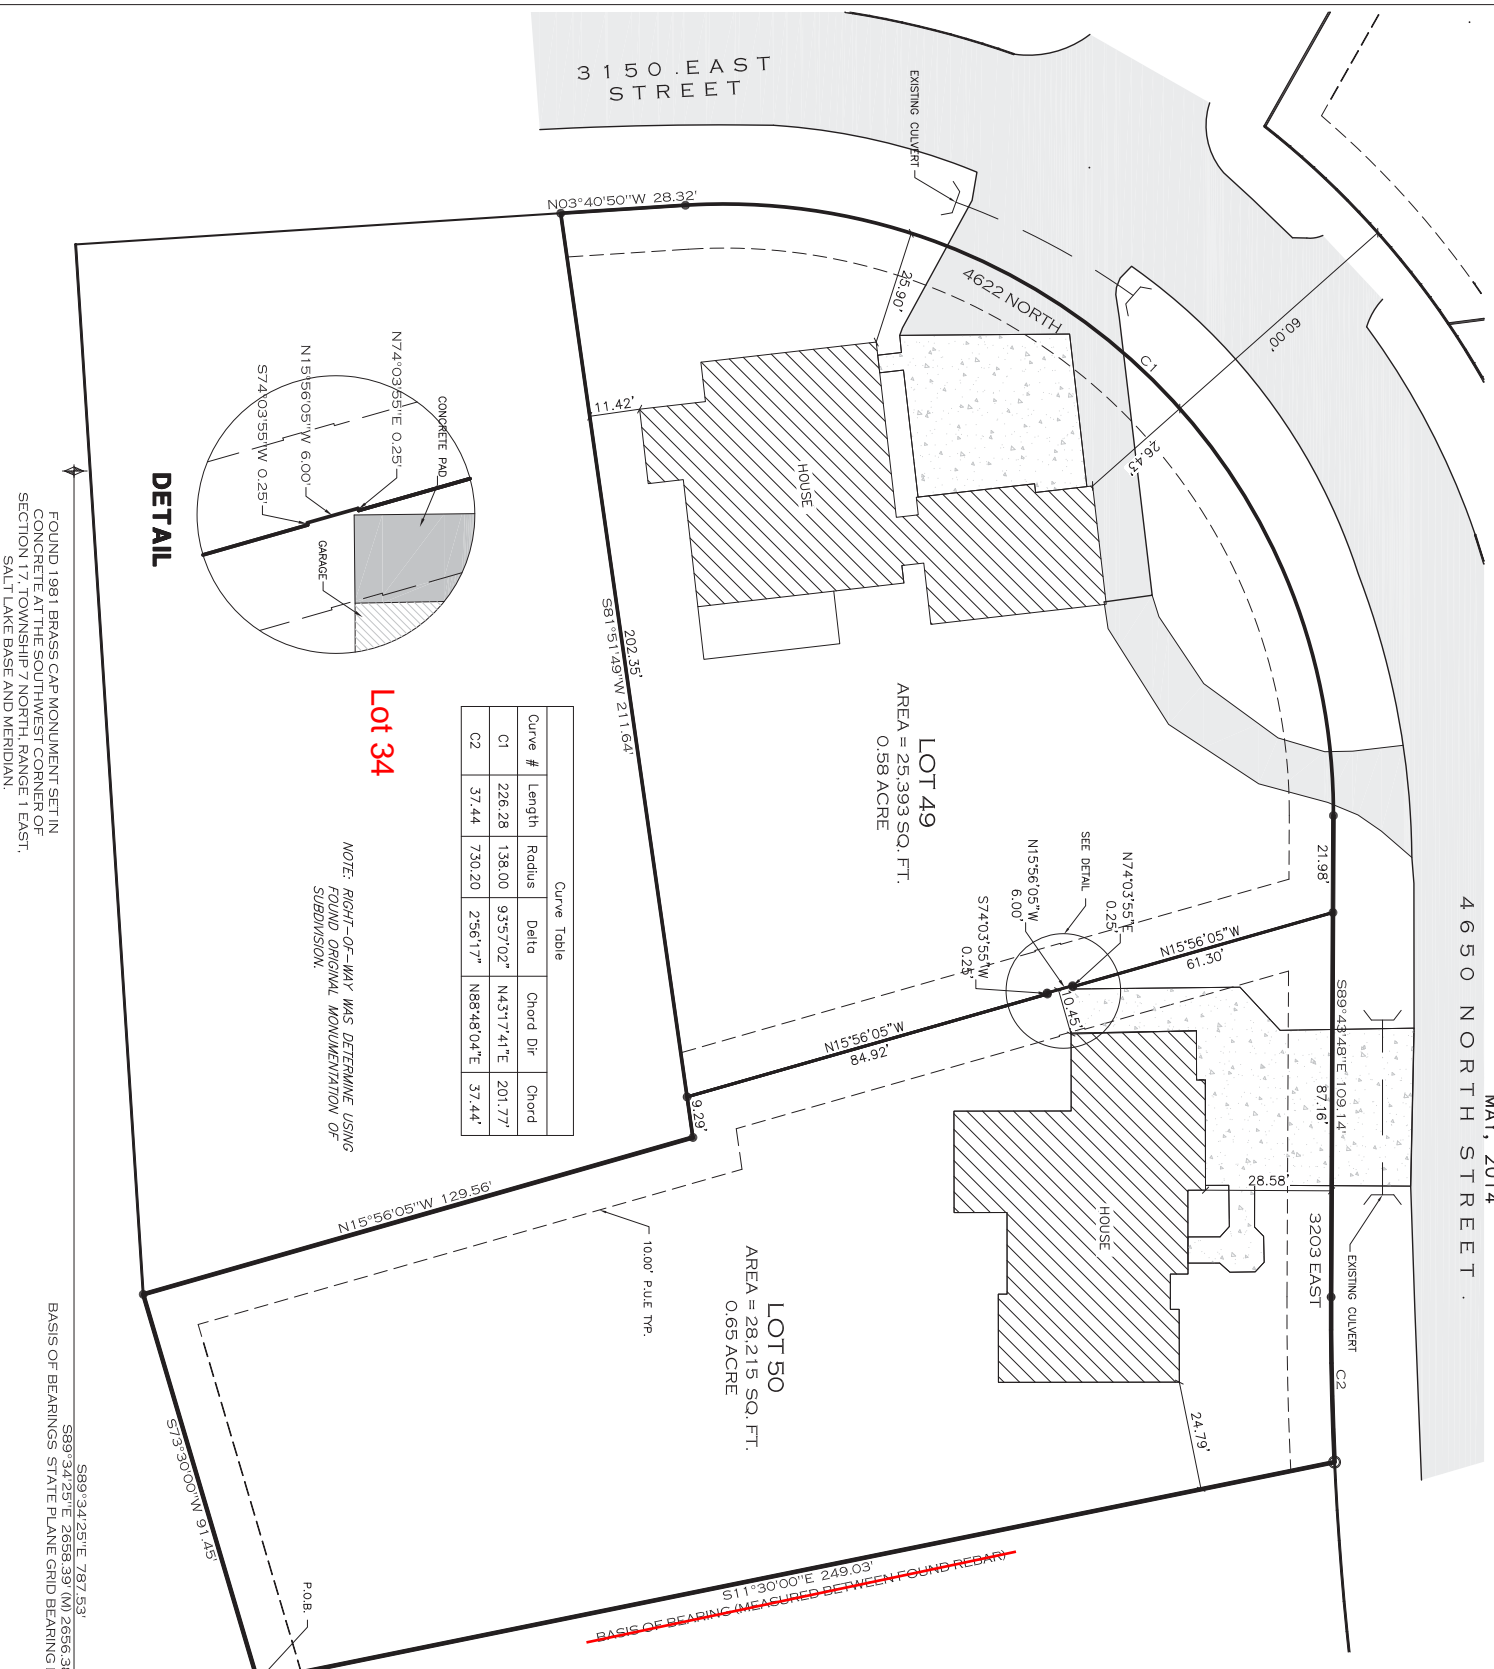 3150 .EAST
STREET
EXISTING CULVERT
N03°40'50"W 28.32'
25.90'
4622 NORTH
C1
60.00'
26.43'
11.42'
HOUSE
202.35'
S81°51'49"W 211.64'
LOT 49
AREA = 25,393 SQ. FT.
0.58 ACRE
21.98'
4650 NORTH STREET .
MAY, 2014
N74°03'55"E
0.25'
SEE DETAIL
N15°56'05"W
6.00'
S74°03'55"W
0.25'
N15°56'05"W
61.30'
10.45'
N15°56'05"W
84.92'
9.29'
S89°43'48"E 109.14'
87.16'
28.58'
3203 EAST
EXISTING CULVERT
C2
HOUSE
24.79'
LOT 50
AREA = 28,215 SQ. FT.
0.65 ACRE
10.00' P.U.E TYP.
N15°56'05"W 129.56'
S73°30'00"W 91.45'
P.O.B.
S11°30'00"E 249.03'
BASIS OF BEARING (MEASURED BETWEEN FOUND REBAR)
N74°03'55"E 0.25'
N15°56'05"W 6.00'
S74°03'55"W 0.25'
CONCRETE PAD
GARAGE
DETAIL
Lot 34
Curve Table
Curve # Length Radius Delta Chord Dir Chord
C1 226.28 138.00 93°57'02" N43°17'41"E 201.77'
C2 37.44 730.20 2°56'17" N88°48'04"E 37.44'
NOTE: RIGHT-OF-WAY WAS DETERMINE USING
FOUND ORIGINAL MONUMENTATION OF
SUBDIVISION.
FOUND 1981 BRASS CAP MONUMENT SET IN
CONCRETE AT THE SOUTHWEST CORNER OF
SECTION 17, TOWNSHIP 7 NORTH, RANGE 1 EAST,
SALT LAKE BASE AND MERIDIAN.
S89°34'25"E 787.53'
S89°34'25"E 2658.39' (M) 2656.3
BASIS OF BEARINGS STATE PLANE GRID BEARING